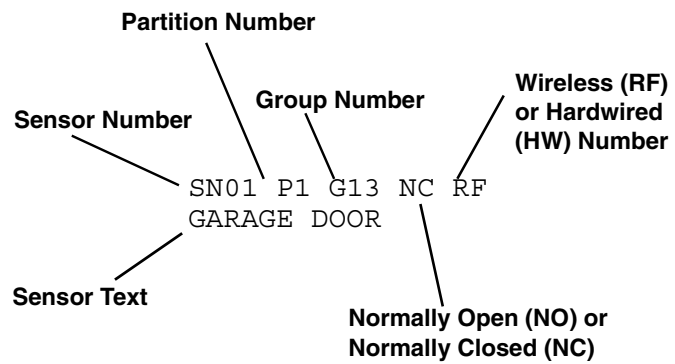 Partition Number
Group Number
Wireless (RF)
or Hardwired
(HW) Number
Sensor Number
SN01 P1 G13 NC RF
GARAGE DOOR
Sensor Text
Normally Open (NO) or
Normally Closed (NC)